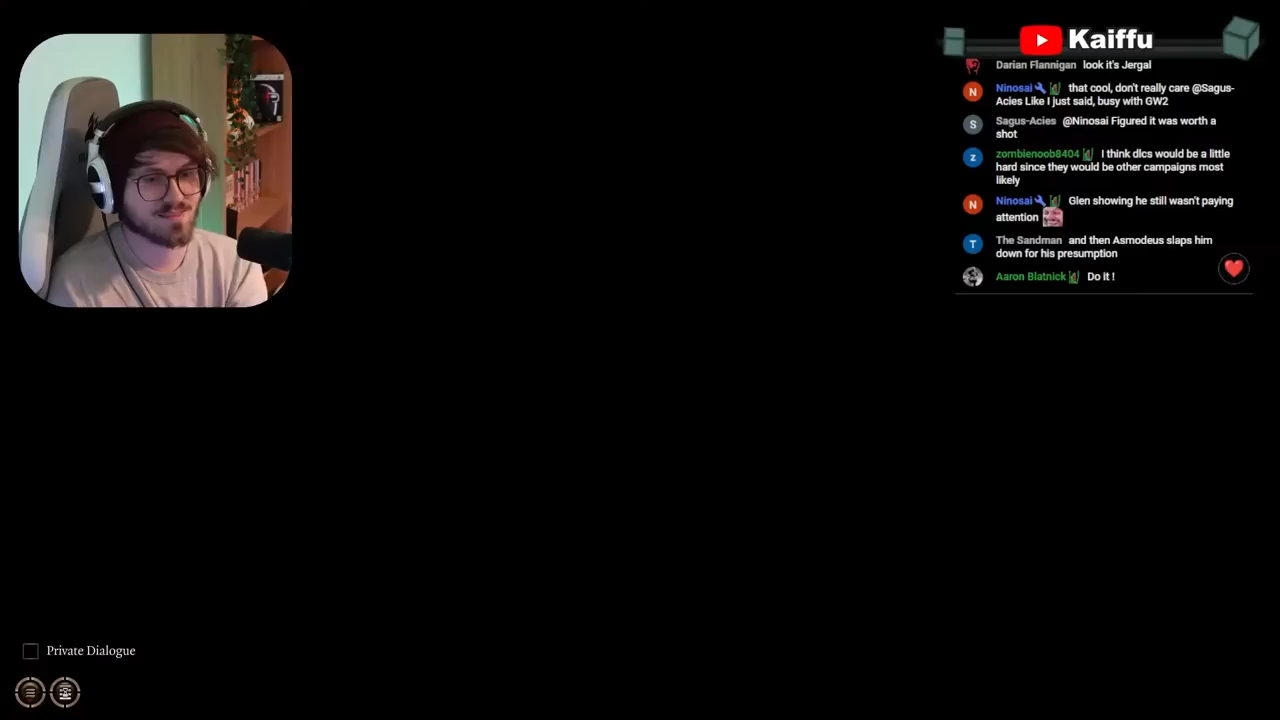 Kaiffu
Darian Flannigan look it's Jergal
N Ninosai that cool, don't really care @Sagus-
Acies Like I just said, busy with GW2
S Sagus-Acies @Ninosai Figured it was worth a
shot
z zombienoob8404 I think dlcs would be a little
hard since they would be other campaigns most
likely
N Ninosai Glen showing he still wasn't paying
attention
T The Sandman and then Asmodeus slaps him
down for his presumption
Aaron Blatnick Do it !
Private Dialogue